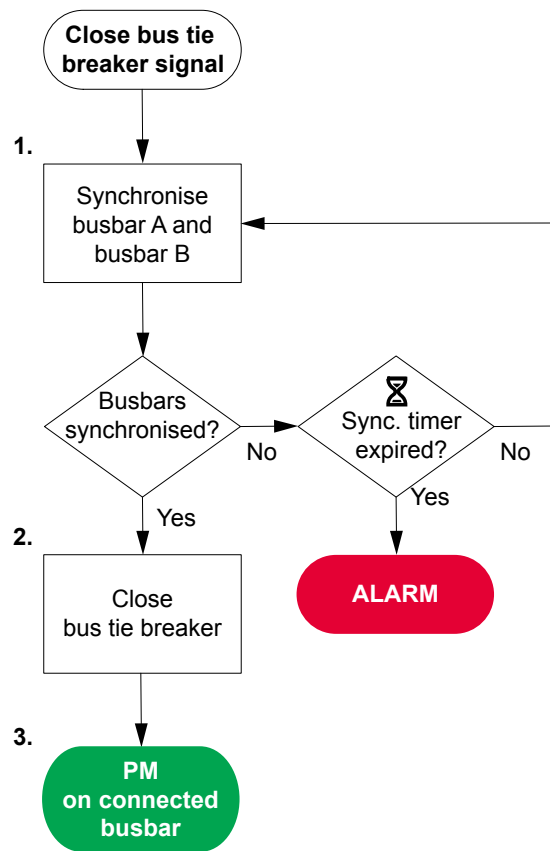 Close bus tie
breaker signal
1.
Synchronise
busbar A and
busbar B
Busbars
synchronised?
No
Sync. timer
expired?
No
Yes
Yes
2.
Close
bus tie breaker
ALARM
3.
PM
on connected
busbar